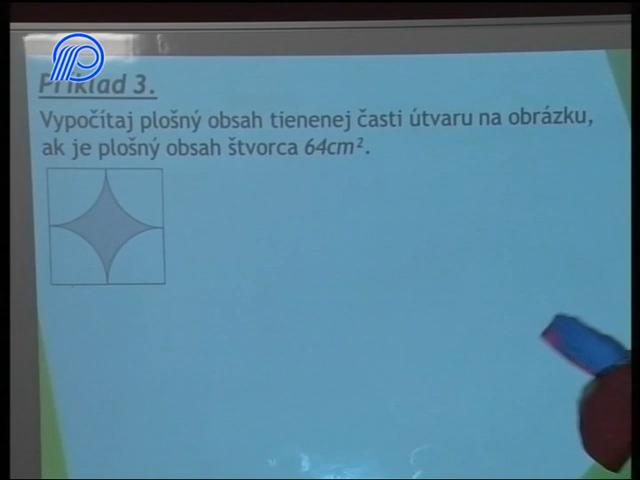 Príklad 3.
Vypočítaj plošný obsah tienenej časti útvaru na obrázku,
ak je plošný obsah štvorca 64cm².